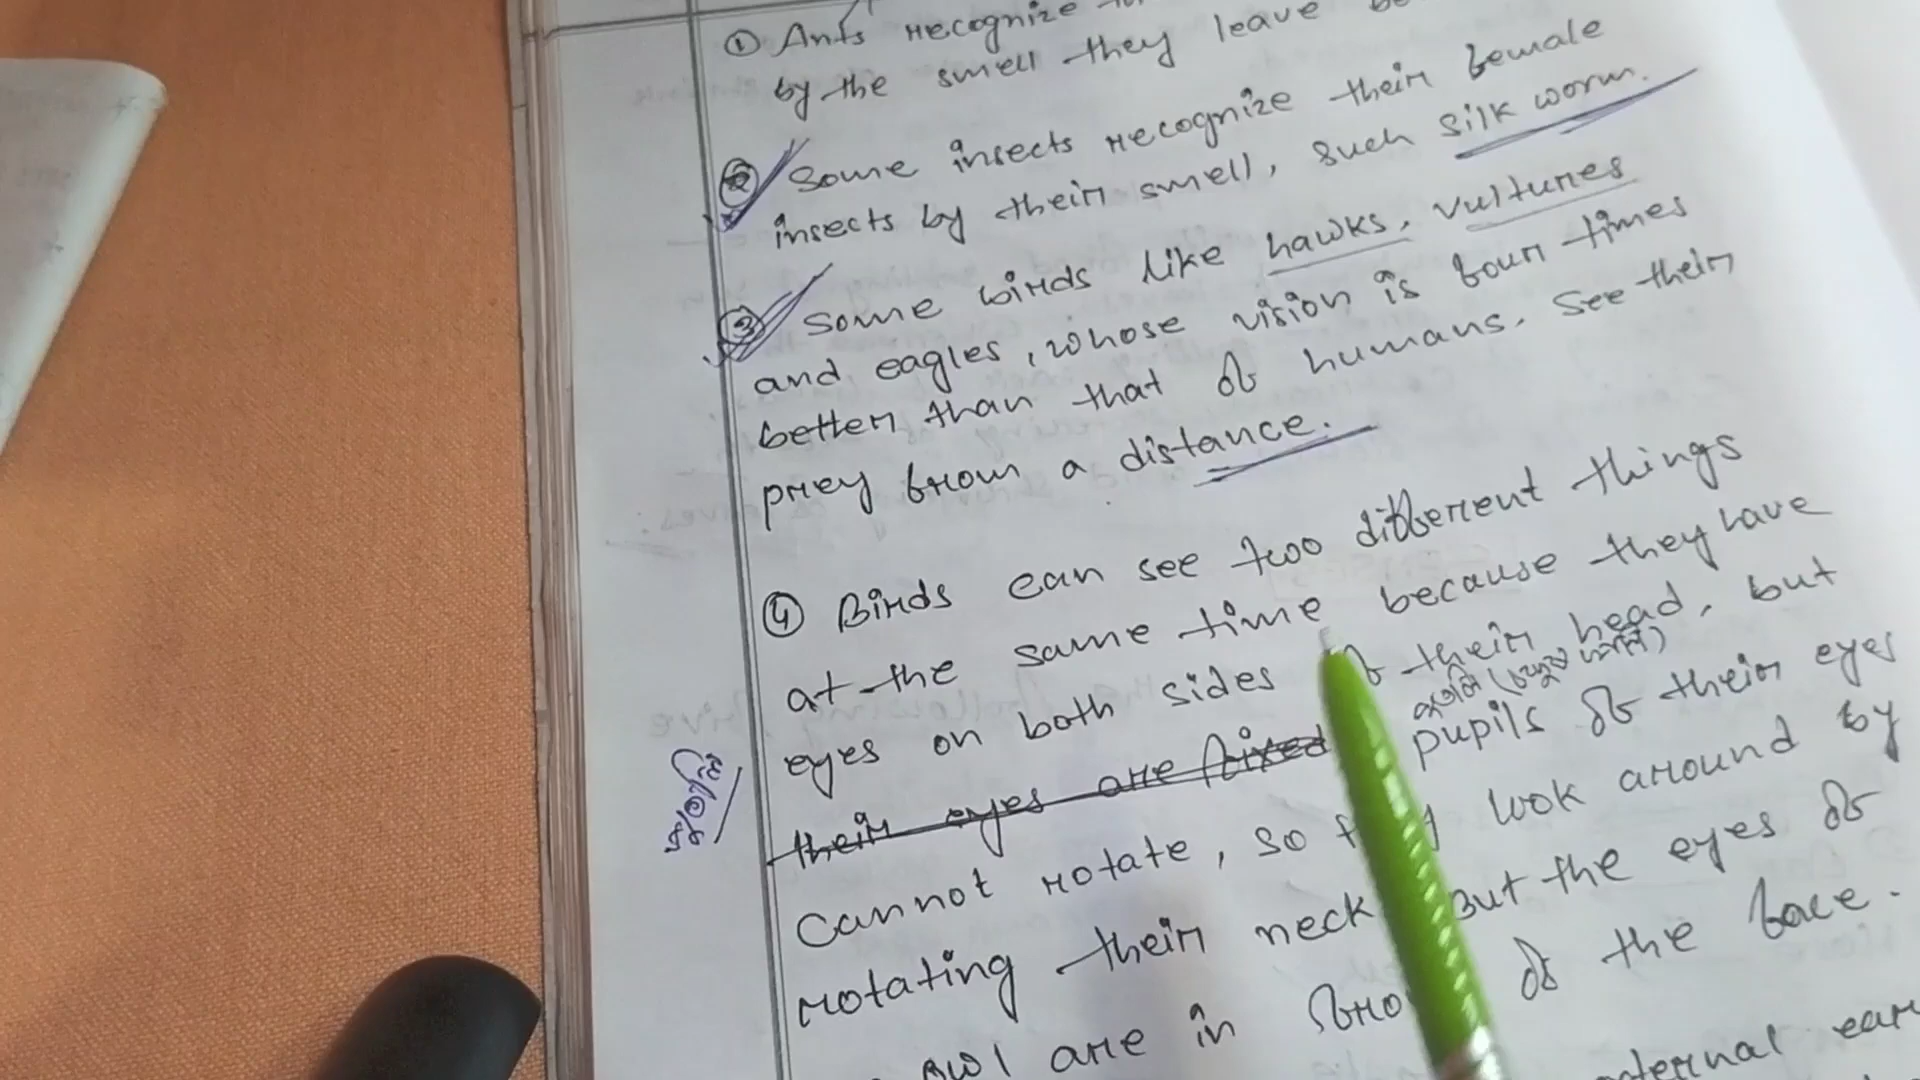 ① Ants recognize
by the smell they leave
② Some insects recognize their female
insects by their smell, such silk worm.
③ Some birds like hawks, vultures
and eagles, whose vision is four times
better than that of humans. See their
prey from a distance.
④ Birds can see two different things
at the same time because they have
eyes on both sides of their head, but
their eyes are fixed pupils of their eyes
cannot rotate, so they look around by
rotating their neck But the eyes of
owl are in of the face.
external ear